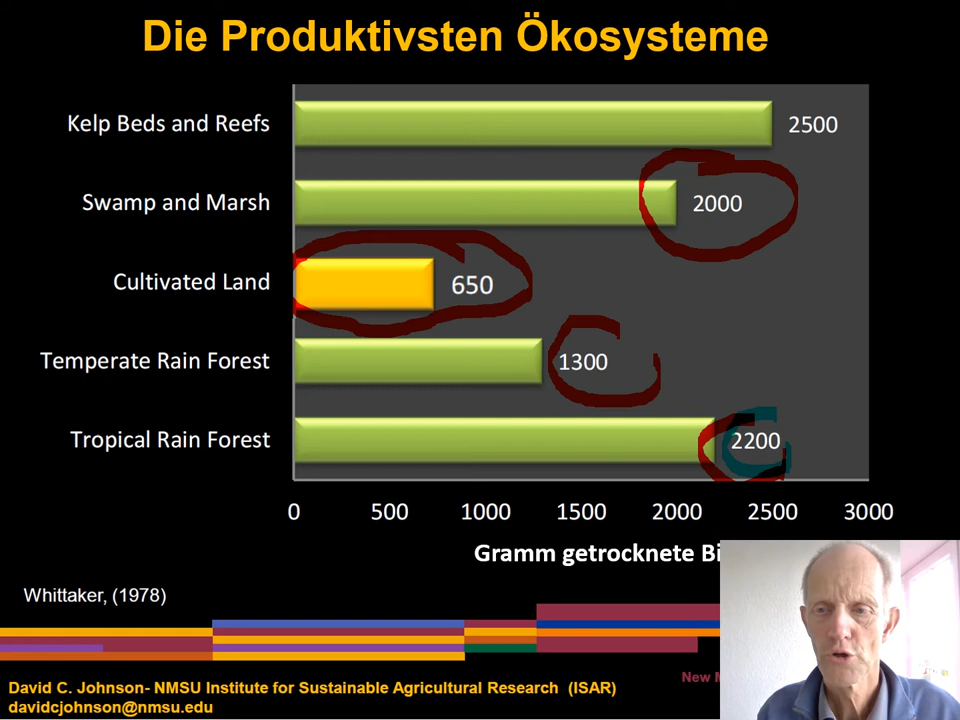 Die Produktivsten Ökosysteme
Kelp Beds and Reefs 2500
Swamp and Marsh 2000
Cultivated Land 650
Temperate Rain Forest 1300
Tropical Rain Forest 2200
0 500 1000 1500 2000 2500 3000
Gramm getrocknete
Whittaker, (1978)
New
David C. Johnson- NMSU Institute for Sustainable Agricultural Research (ISAR)
davidcjohnson@nmsu.edu